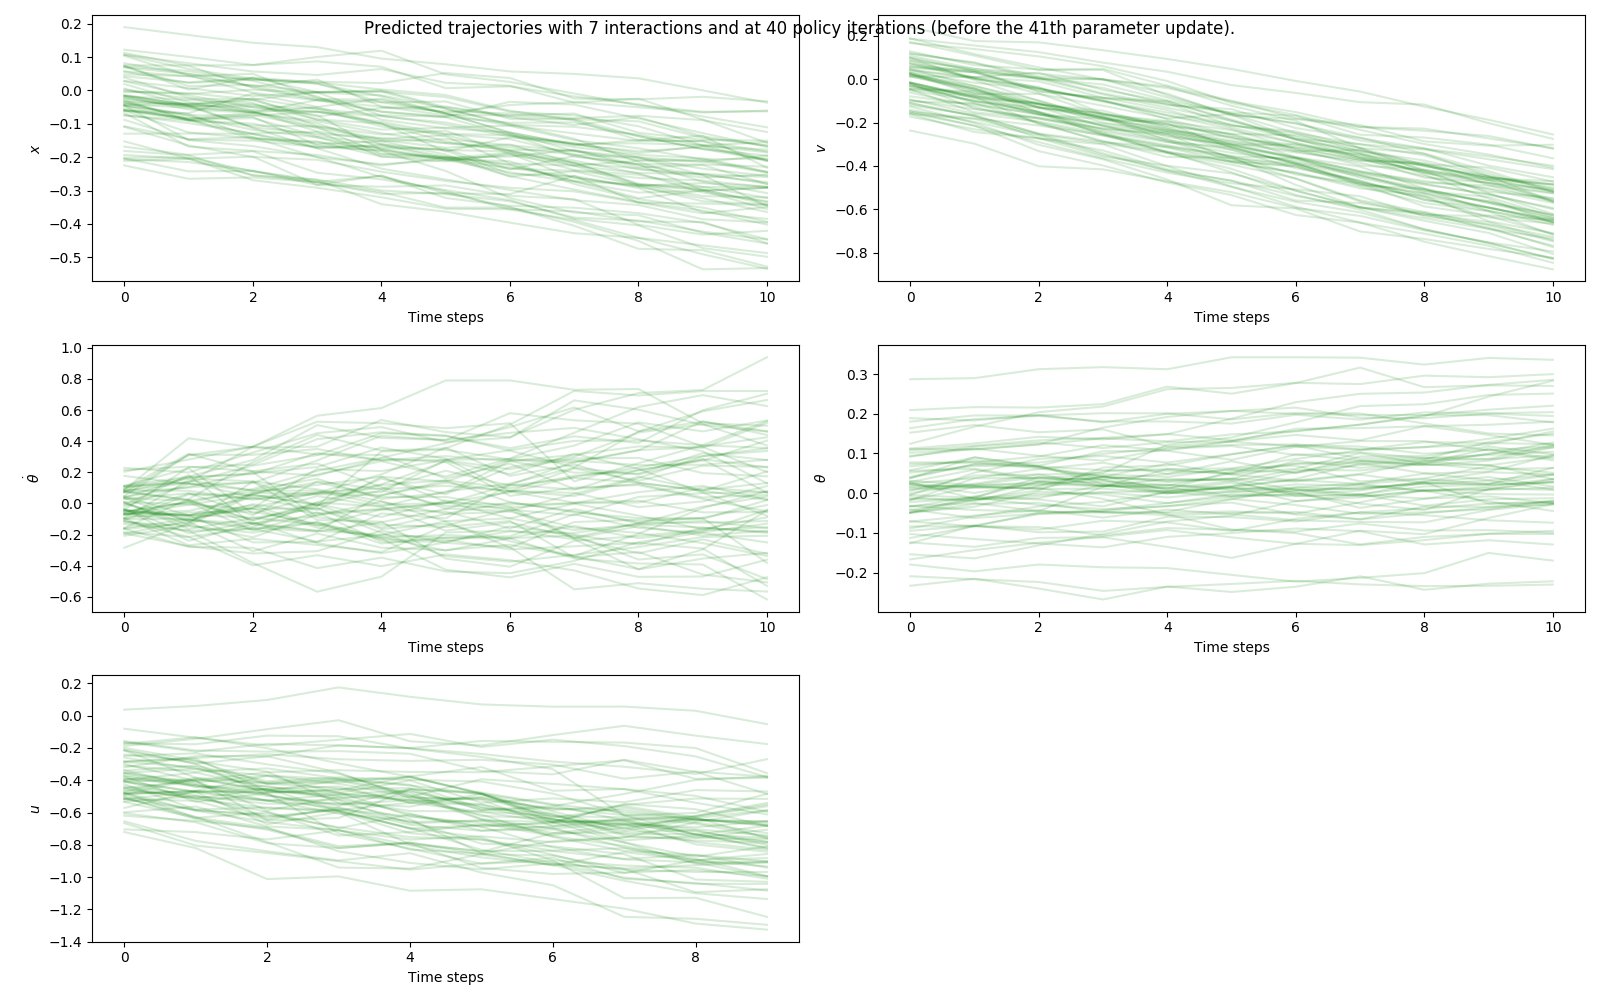 Predicted trajectories with 7 interactions and at 40 policy iterations (before the 41th parameter update).
0.2
0.1
0.0
−0.1
−0.2
−0.3
−0.4
−0.5
x
0 2 4 6 8 10
Time steps
0.2
0.0
−0.2
−0.4
−0.6
−0.8
v
0 2 4 6 8 10
Time steps
1.0
0.8
0.6
0.4
0.2
0.0
−0.2
−0.4
−0.6
θ̇
0 2 4 6 8 10
Time steps
0.3
0.2
0.1
0.0
−0.1
−0.2
θ
0 2 4 6 8 10
Time steps
0.2
0.0
−0.2
−0.4
−0.6
−0.8
−1.0
−1.2
−1.4
u
0 2 4 6 8
Time steps